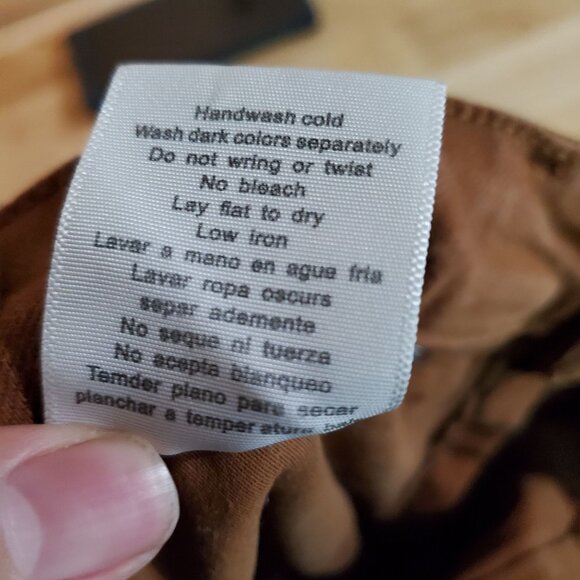 Handwash cold
Wash dark colors separately
Do not wring or twist
No bleach
Lay flat to dry
Low iron
Lavar a mano en agua fria
Lavar ropa oscurs
separ ademente
No seque ni tuerza
No acepta blanqueo
Temder plano para secar
planchar a temper atura